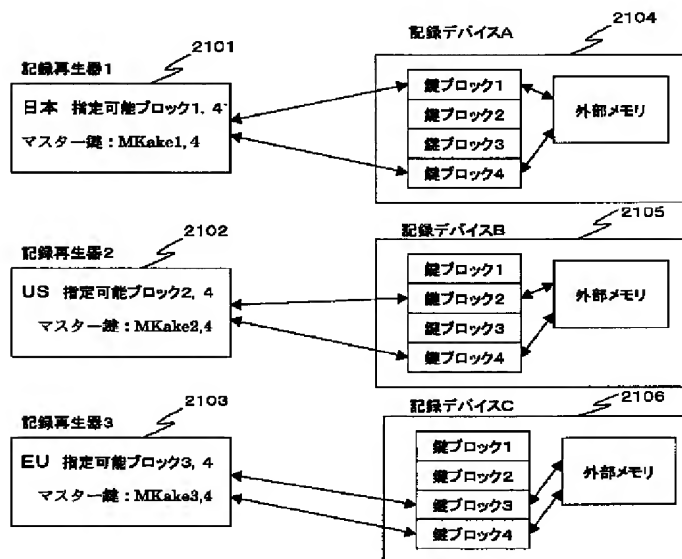 2101
記録再生器1
日本 指定可能ブロック1, 4
マスター鍵:MKake1,4
2104
記録デバイスA
鍵ブロック1
鍵ブロック2
鍵ブロック3
鍵ブロック4
外部メモリ
2102
記録再生器2
US 指定可能ブロック2, 4
マスター鍵:MKake2,4
2105
記録デバイスB
鍵ブロック1
鍵ブロック2
鍵ブロック3
鍵ブロック4
外部メモリ
2103
記録再生器3
EU 指定可能ブロック3, 4
マスター鍵:MKake3,4
2106
記録デバイスC
鍵ブロック1
鍵ブロック2
鍵ブロック3
鍵ブロック4
外部メモリ